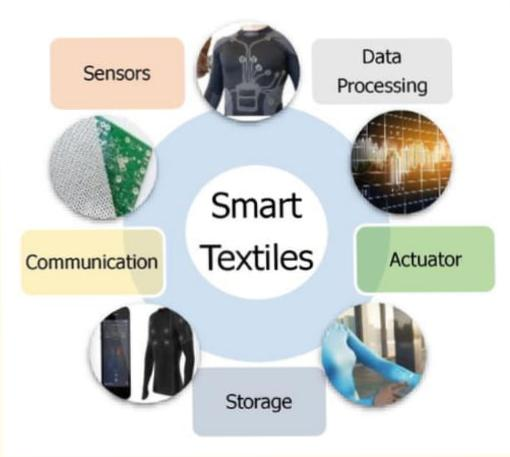 Sensors
Data
Processing
Smart
Textiles
Communication
Actuator
Storage